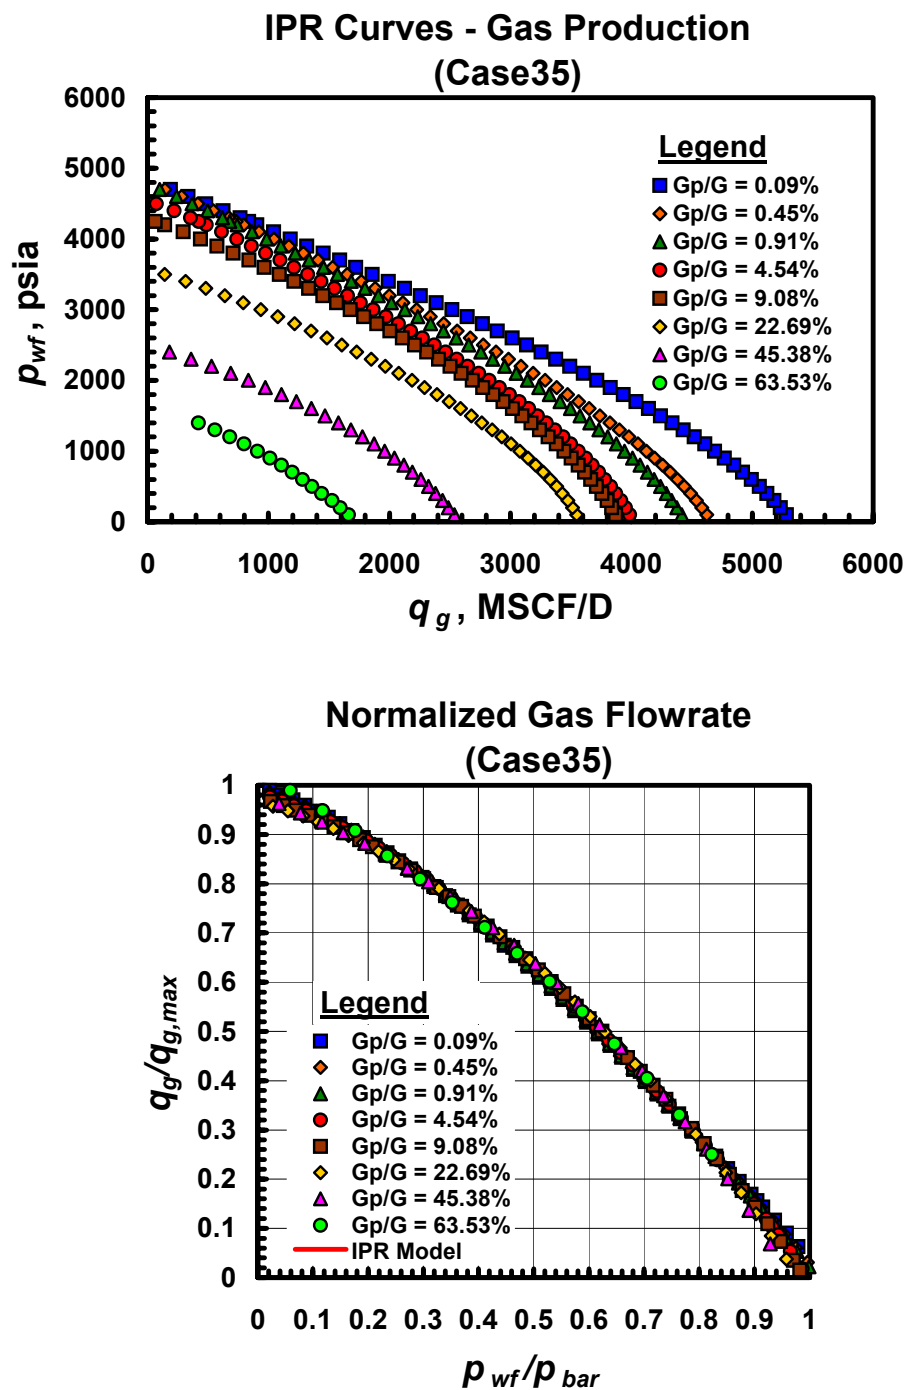 IPR Curves - Gas Production
(Case35)
6000
5000
4000
3000
2000
1000
0
p wf , psia
Legend
Gp/G = 0.09%
Gp/G = 0.45%
Gp/G = 0.91%
Gp/G = 4.54%
Gp/G = 9.08%
Gp/G = 22.69%
Gp/G = 45.38%
Gp/G = 63.53%
0 1000 2000 3000 4000 5000 6000
q g , MSCF/D
Normalized Gas Flowrate
(Case35)
1
0.9
0.8
0.7
0.6
0.5
0.4
0.3
0.2
0.1
0
q g/q g,max
Legend
Gp/G = 0.09%
Gp/G = 0.45%
Gp/G = 0.91%
Gp/G = 4.54%
Gp/G = 9.08%
Gp/G = 22.69%
Gp/G = 45.38%
Gp/G = 63.53%
IPR Model
0 0.1 0.2 0.3 0.4 0.5 0.6 0.7 0.8 0.9 1
p wf /p bar